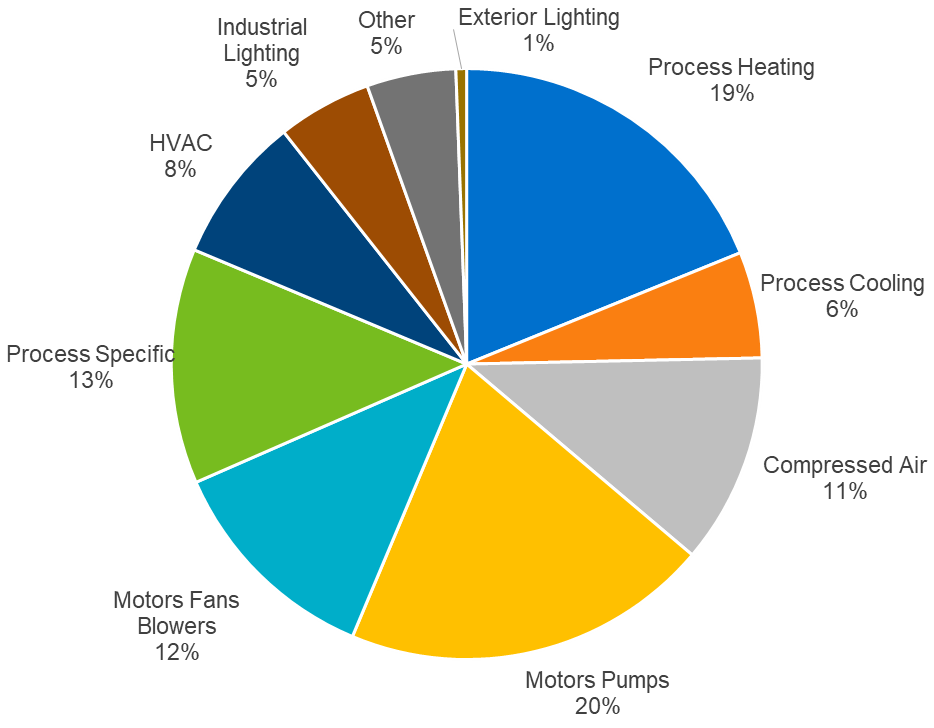 Exterior Lighting
1%
Process Heating
19%
Process Cooling
6%
Compressed Air
11%
Motors Pumps
20%
Motors Fans
Blowers
12%
Process Specific
13%
HVAC
8%
Industrial
Lighting
5%
Other
5%